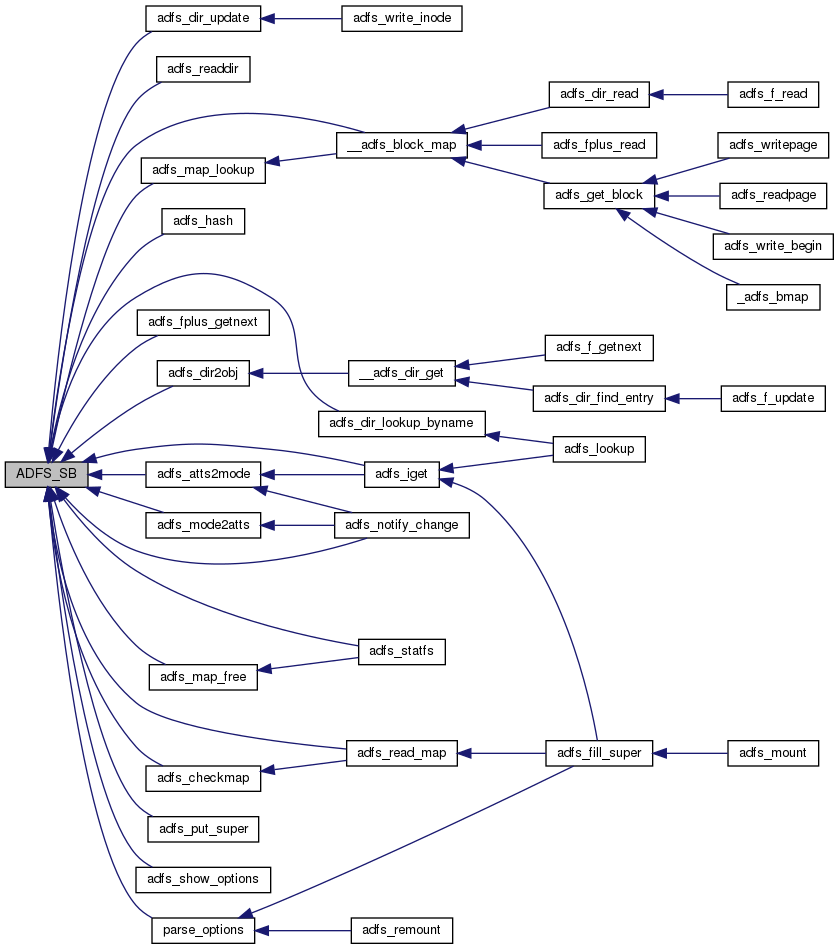 adfs_dir_update
adfs_write_inode
adfs_readdir
adfs_dir_read
adfs_f_read
__adfs_block_map
adfs_fplus_read
adfs_writepage
adfs_map_lookup
adfs_get_block
adfs_readpage
adfs_hash
adfs_write_begin
_adfs_bmap
adfs_fplus_getnext
adfs_f_getnext
adfs_dir2obj
__adfs_dir_get
adfs_dir_find_entry
adfs_f_update
adfs_dir_lookup_byname
adfs_lookup
ADFS_SB
adfs_atts2mode
adfs_iget
adfs_mode2atts
adfs_notify_change
adfs_statfs
adfs_map_free
adfs_read_map
adfs_fill_super
adfs_mount
adfs_checkmap
adfs_put_super
adfs_show_options
parse_options
adfs_remount